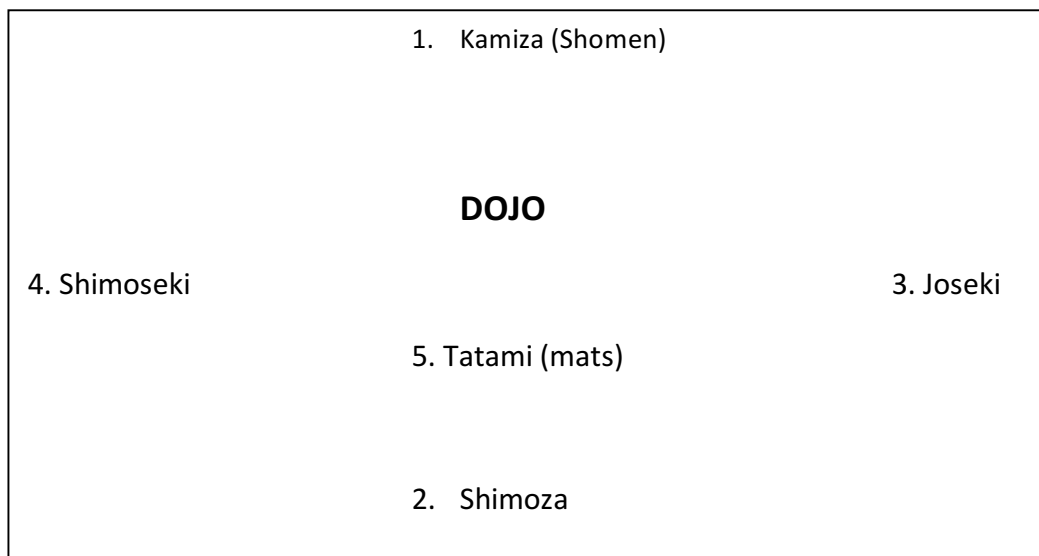 1. Kamiza (Shomen)
DOJO
4. Shimoseki
3. Joseki
5. Tatami (mats)
2. Shimoza